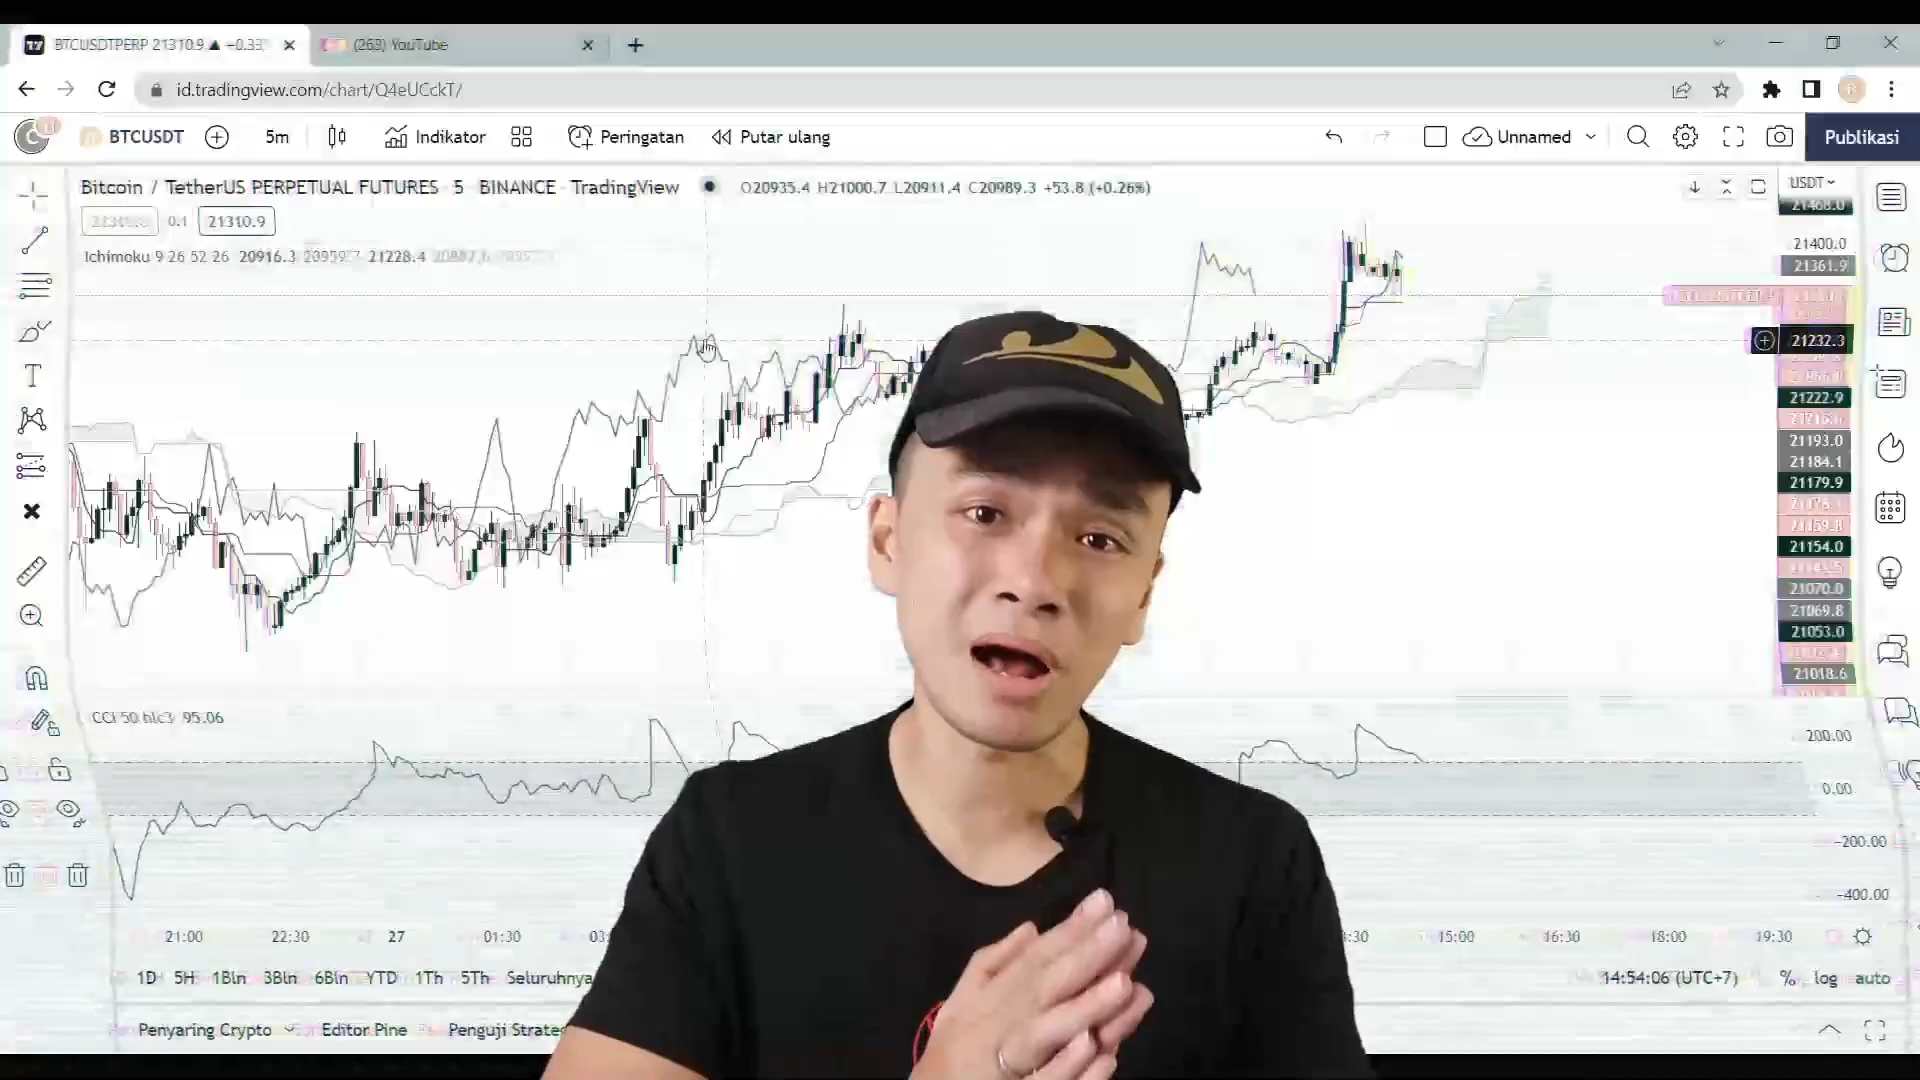 BTCUSDTPERP 21310.9 ▲ +0.33
(263) YouTube
id.tradingview.com/chart/Q4eUCckT/
BTCUSDT
5m
Indikator
Peringatan
Putar ulang
Unnamed
Publikasi
Bitcoin / TetherUS PERPETUAL FUTURES 5 BINANCE TradingView
O20935.4 H21000.7 L20911.4 C20989.3 +53.8 (+0.26%)
USDT
0.1
21310.9
Ichimoku 9 26 52 26 20916.3 21228.4
21468.0
21400.0
21361.9
21232.3
21222.9
21193.0
21184.1
21179.9
21154.0
21070.0
21069.8
21053.0
21018.6
CCI 50 hlc3 95.06
200.00
0.00
-200.00
-400.00
21:00
22:30
27
01:30
15:00
16:30
18:00
19:30
1D 5H 1Bln 3Bln 6Bln YTD 1Th 5Th Seluruhnya
14:54:06 (UTC+7)
% log auto
Penyaring Crypto
Editor Pine
Penguji Strate